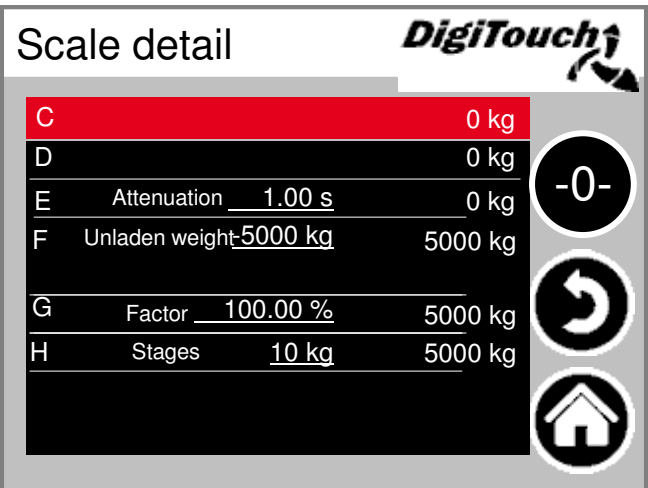 Scale detail
DigiTouch
C 0 kg
D 0 kg
E Attenuation 1.00 s 0 kg
-0-
F Unladen weight -5000 kg 5000 kg
G Factor 100.00 % 5000 kg
H Stages 10 kg 5000 kg